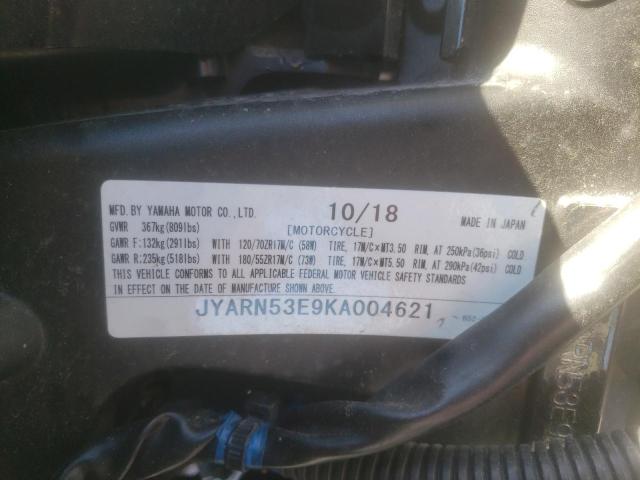 MFD. BY YAMAHA MOTOR CO.,LTD. 10/18 MADE IN JAPAN
GVWR 367kg(809lbs) [MOTORCYCLE]
GAWR F:132kg(291lbs) WITH 120/70ZR17M/C (58W) TIRE, 17M/C×MT3.50 RIM, AT 250kPa(36psi) COLD
GAWR R:235kg(518lbs) WITH 180/55ZR17M/C (73W) TIRE, 17M/C×MT5.50 RIM, AT 290kPa(42psi) COLD
THIS VEHICLE CONFORMS TO ALL APPLICABLE FEDERAL MOTOR VEHICLE SAFETY STANDARDS
IN EFFECT ON THE DATE OF MANUFACTURE SHOWN ABOVE.
JYARN53E9KA004621